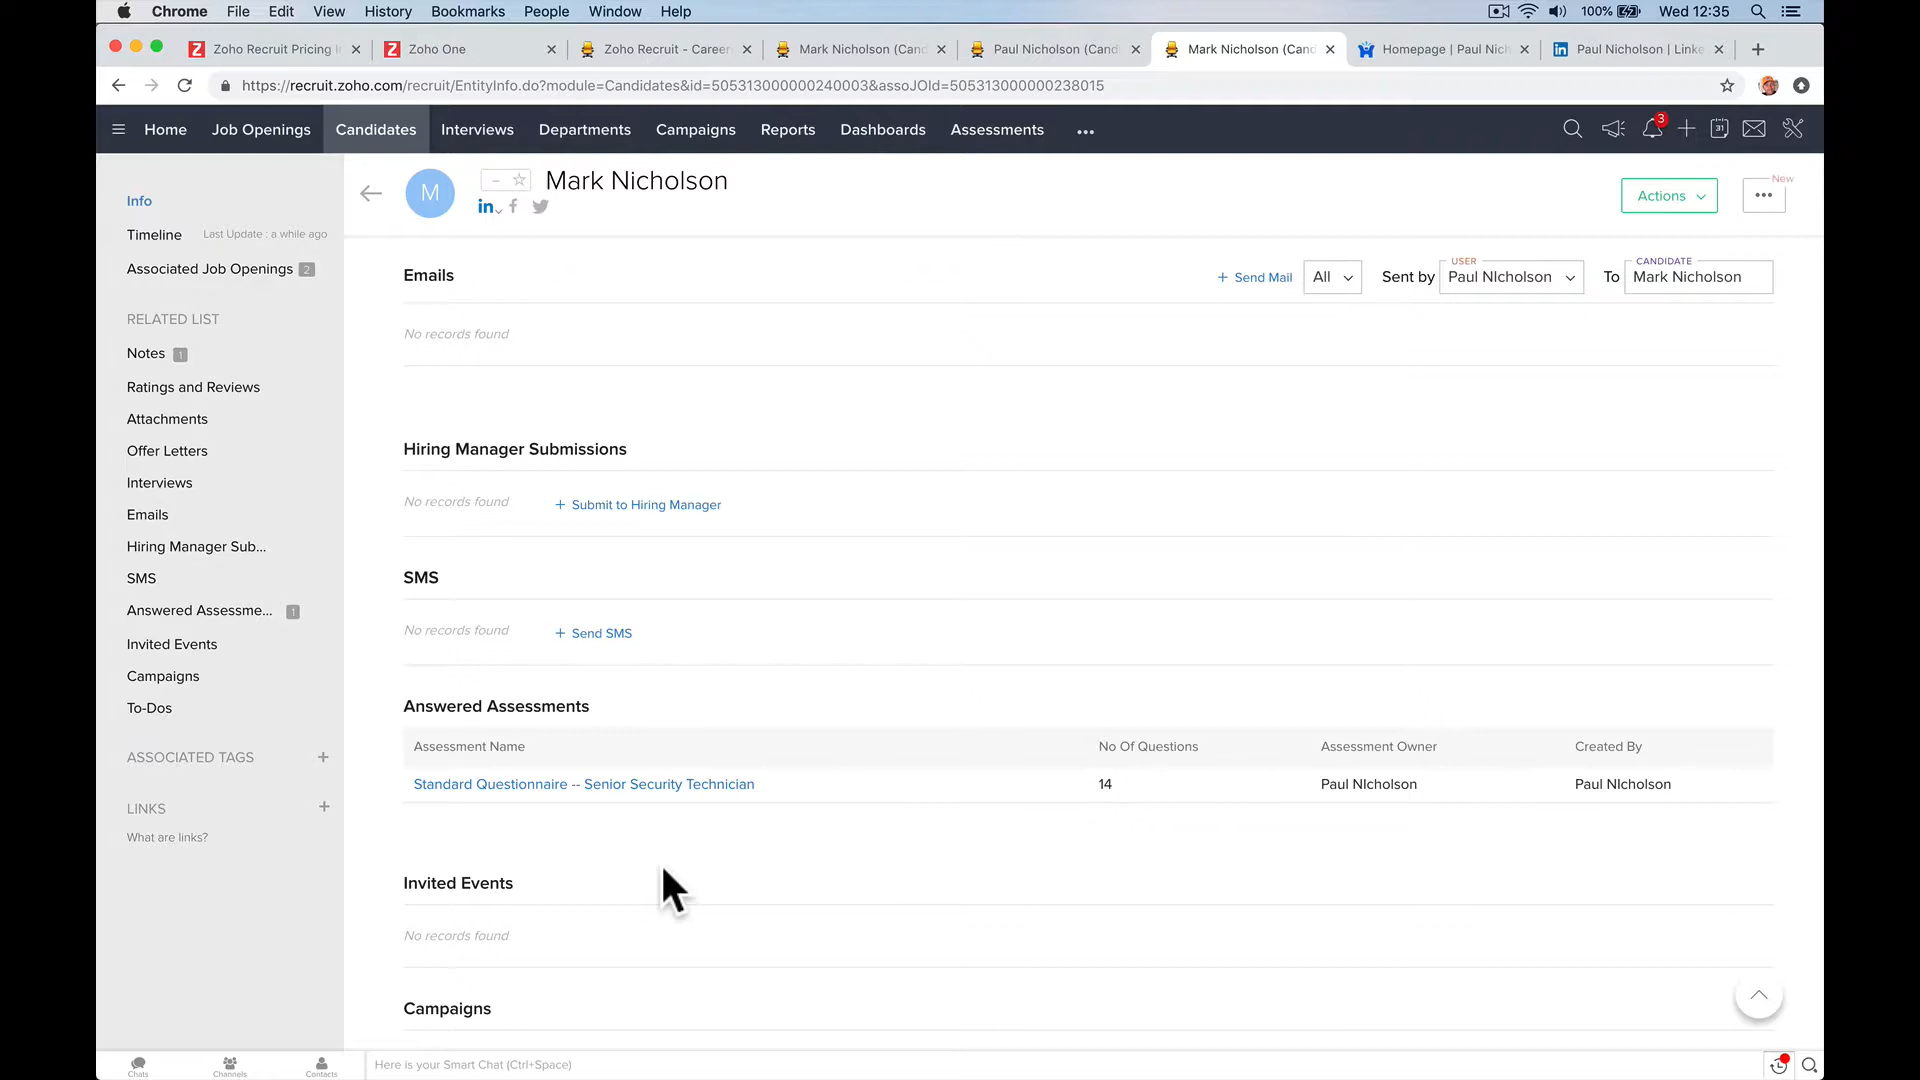 Chrome File Edit View History Bookmarks People Window Help 100% Wed 12:35
Zoho Recruit Pricing Zoho One Zoho Recruit - Career Mark Nicholson (Cand Paul Nicholson (Candi Mark Nicholson (Cand Homepage | Paul Nich Paul Nicholson | Linke
https://recruit.zoho.com/recruit/EntityInfo.do?module=Candidates&id=505313000000240003&assoJOId=505313000000238015
Home Job Openings Candidates Interviews Departments Campaigns Reports Dashboards Assessments ••• 3 31
M Mark Nicholson
in f
Actions ••• New
Info
Timeline Last Update : a while ago
Associated Job Openings 2
RELATED LIST
Notes 1
Ratings and Reviews
Attachments
Offer Letters
Interviews
Emails
Hiring Manager Sub...
SMS
Answered Assessme... 1
Invited Events
Campaigns
To-Dos
ASSOCIATED TAGS +
LINKS +
What are links?
Emails + Send Mail All Sent by USER Paul NIcholson To CANDIDATE Mark Nicholson
No records found
Hiring Manager Submissions
No records found + Submit to Hiring Manager
SMS
No records found + Send SMS
Answered Assessments
Assessment Name No Of Questions Assessment Owner Created By
Standard Questionnaire -- Senior Security Technician 14 Paul NIcholson Paul NIcholson
Invited Events
No records found
Campaigns
Chats Channels Contacts Here is your Smart Chat (Ctrl+Space)